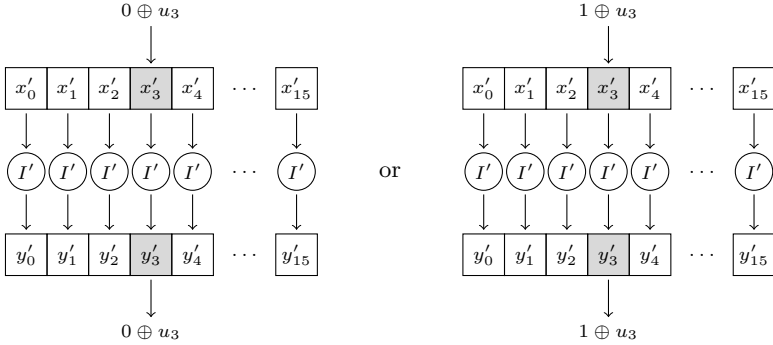 0 ⊕ u₃ 1 ⊕ u₃
x′₀ x′₁ x′₂ x′₃ x′₄ ⋯ x′₁₅ x′₀ x′₁ x′₂ x′₃ x′₄ ⋯ x′₁₅
I′ I′ I′ I′ I′ ⋯ I′ or I′ I′ I′ I′ I′ ⋯ I′
y′₀ y′₁ y′₂ y′₃ y′₄ ⋯ y′₁₅ y′₀ y′₁ y′₂ y′₃ y′₄ ⋯ y′₁₅
0 ⊕ u₃ 1 ⊕ u₃